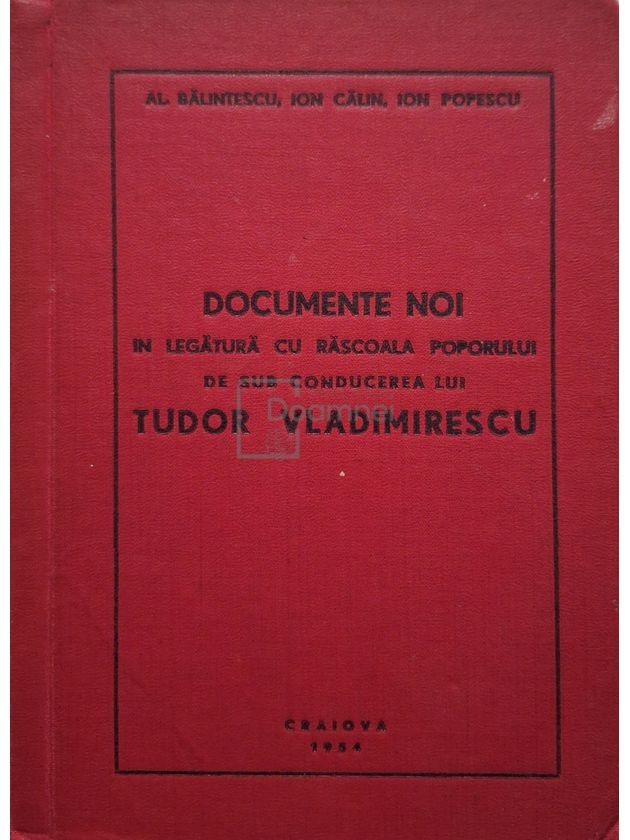 AL. BĂLINTESCU, ION CĂLIN, ION POPESCU
DOCUMENTE NOI
IN LEGĂTURĂ CU RĂSCOALA POPORULUI
DE SUB CONDUCEREA LUI
TUDOR VLADIMIRESCU
CRAIOVA
1954